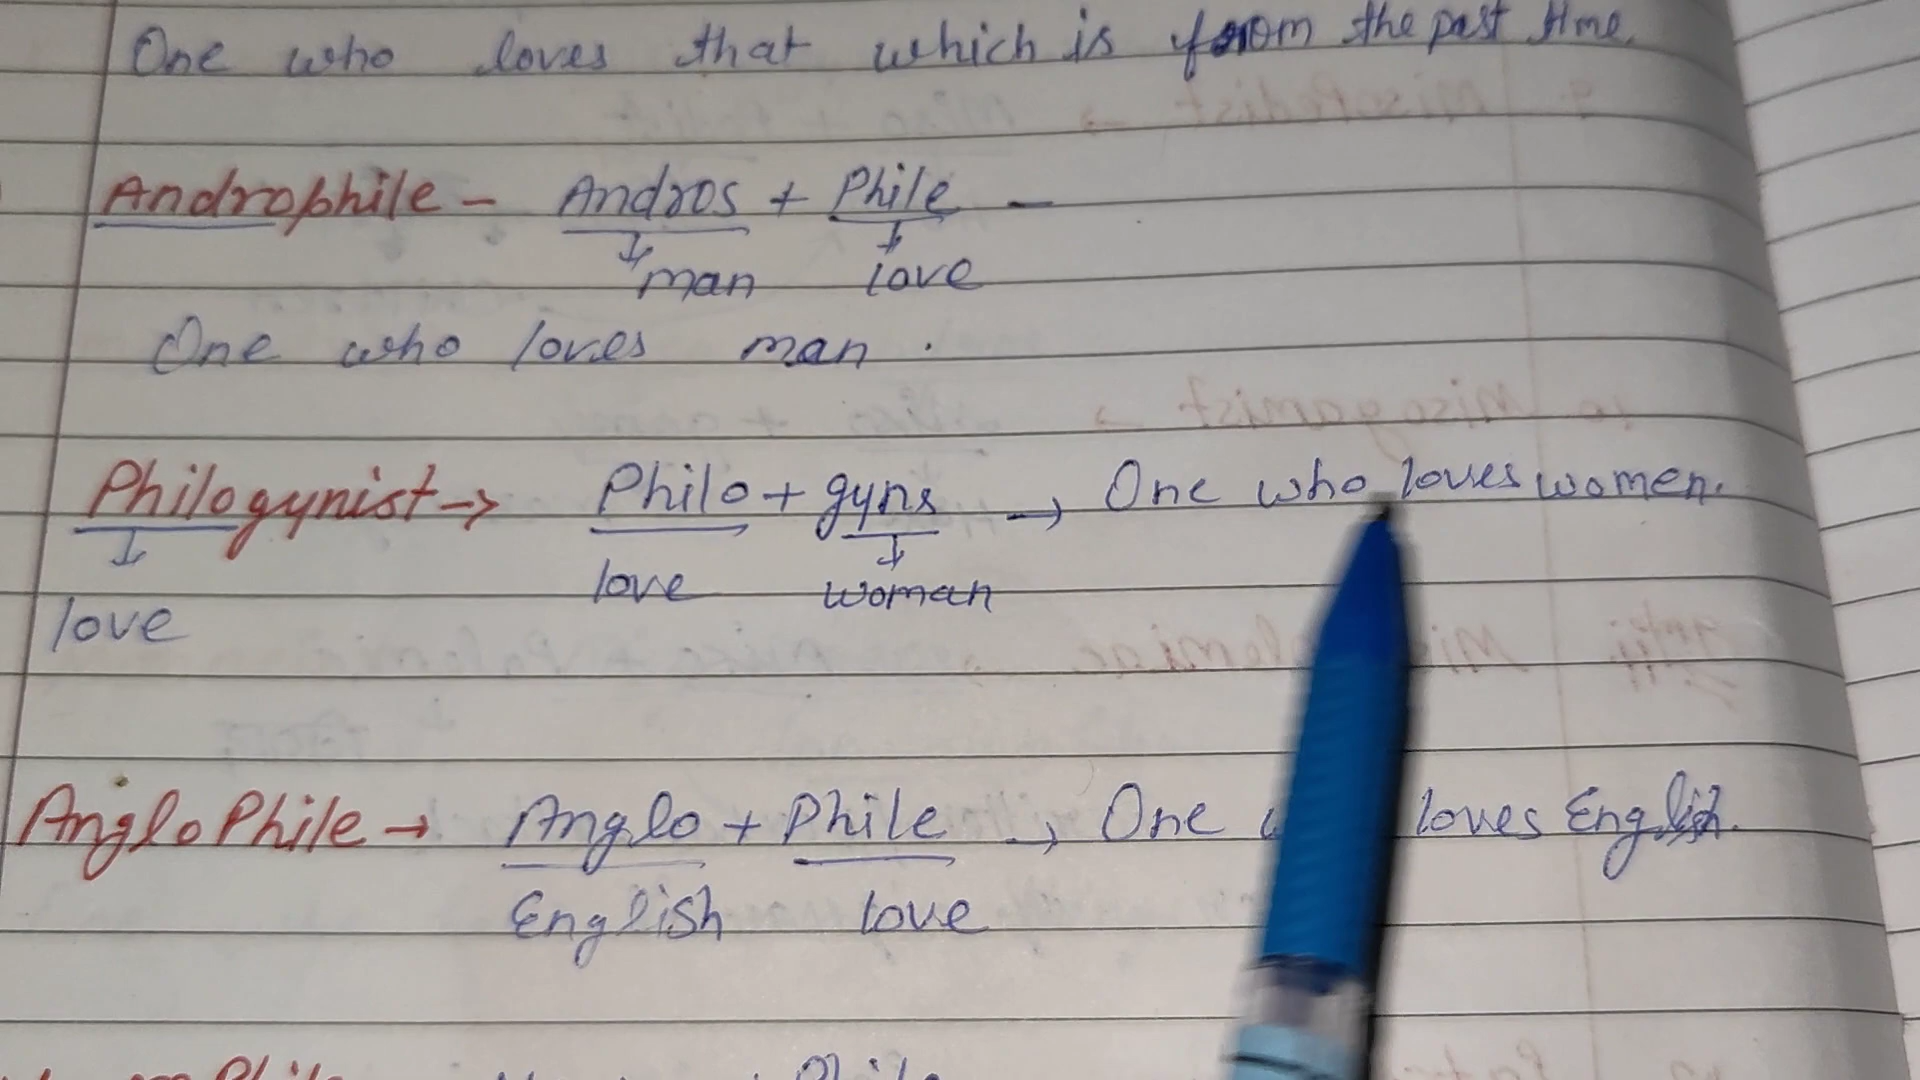 One who loves that which is from the past time.
Androphile - Andros + Phile -
man love
One who loves man.
Philogynist → Philo + gyns → One who loves women.
love woman
love
AngloPhile → Anglo + Phile → One loves English.
English love
Phile